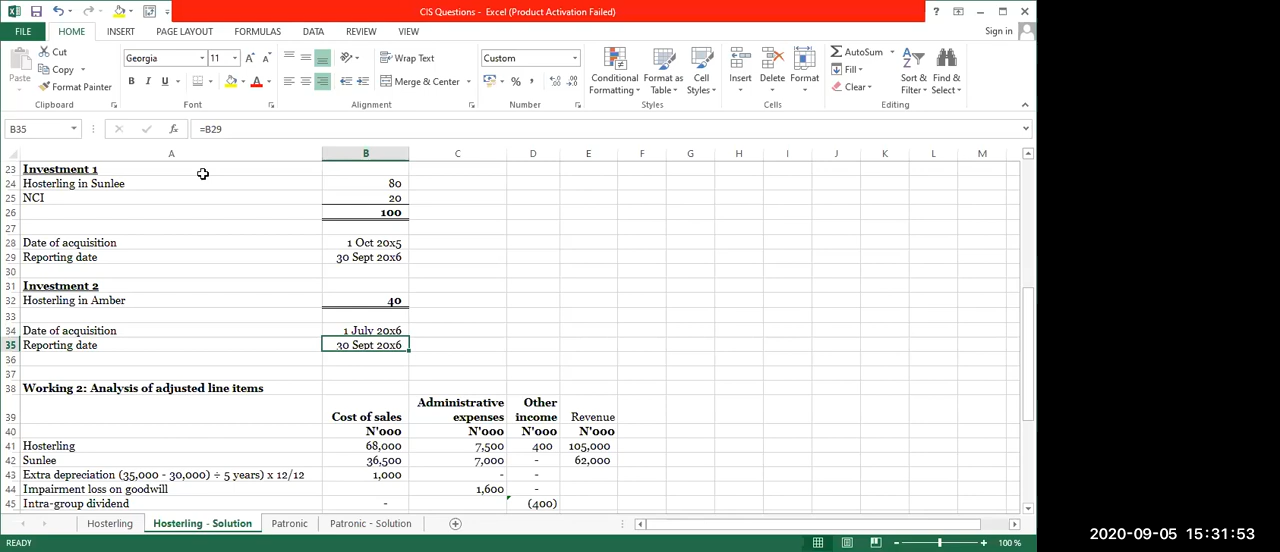 CIS Questions - Excel (Product Activation Failed)
FILE HOME INSERT PAGE LAYOUT FORMULAS DATA REVIEW VIEW Sign in
Paste Cut Copy Format Painter
Georgia 11 B I U A
Wrap Text Merge & Center
Custom % ,
Conditional Formatting Format as Table Cell Styles
Insert Delete Format
AutoSum Fill Clear Sort & Filter Find & Select
Clipboard Font Alignment Number Styles Cells Editing
B35 fx =B29
A B C D E F G H I J K L M
23 Investment 1
24 Hosterling in Sunlee 80
25 NCI 20
26 100
27
28 Date of acquisition 1 Oct 20x5
29 Reporting date 30 Sept 20x6
30
31 Investment 2
32 Hosterling in Amber 40
33
34 Date of acquisition 1 July 20x6
35 Reporting date 30 Sept 20x6
36
37
38 Working 2: Analysis of adjusted line items
39 Cost of sales Administrative expenses Other income Revenue
40 N'000 N'000 N'000 N'000
41 Hosterling 68,000 7,500 400 105,000
42 Sunlee 36,500 7,000 - 62,000
43 Extra depreciation (35,000 - 30,000) ÷ 5 years) x 12/12 1,000 - -
44 Impairment loss on goodwill 1,600 -
45 Intra-group dividend - (400)
Hosterling Hosterling - Solution Patronic Patronic - Solution
READY 100 %
2020-09-05 15:31:53